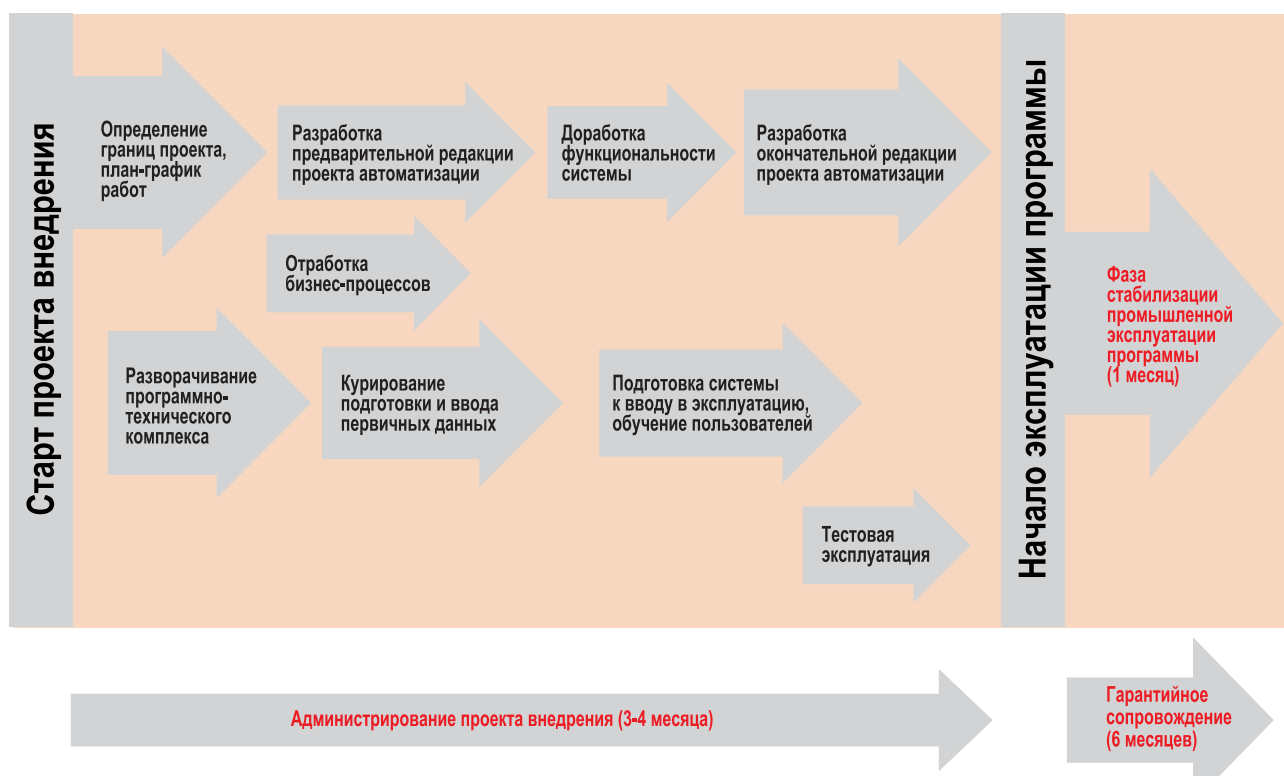 Старт проекта внедрения
Определение
границ проекта,
план-график
работ
Разработка
предварительной редакции
проекта автоматизации
Доработка
функциональности
системы
Разработка
окончательной редакции
проекта автоматизации
Отработка
бизнес-процессов
Разворачивание
программно-
технического
комплекса
Курирование
подготовки и ввода
первичных данных
Подготовка системы
к вводу в эксплуатацию,
обучение пользователей
Тестовая
эксплуатация
Начало эксплуатации программы
Фаза
стабилизации
промышленной
эксплуатации
программы
(1 месяц)
Администрирование проекта внедрения (3-4 месяца)
Гарантийное
сопровождение
(6 месяцев)